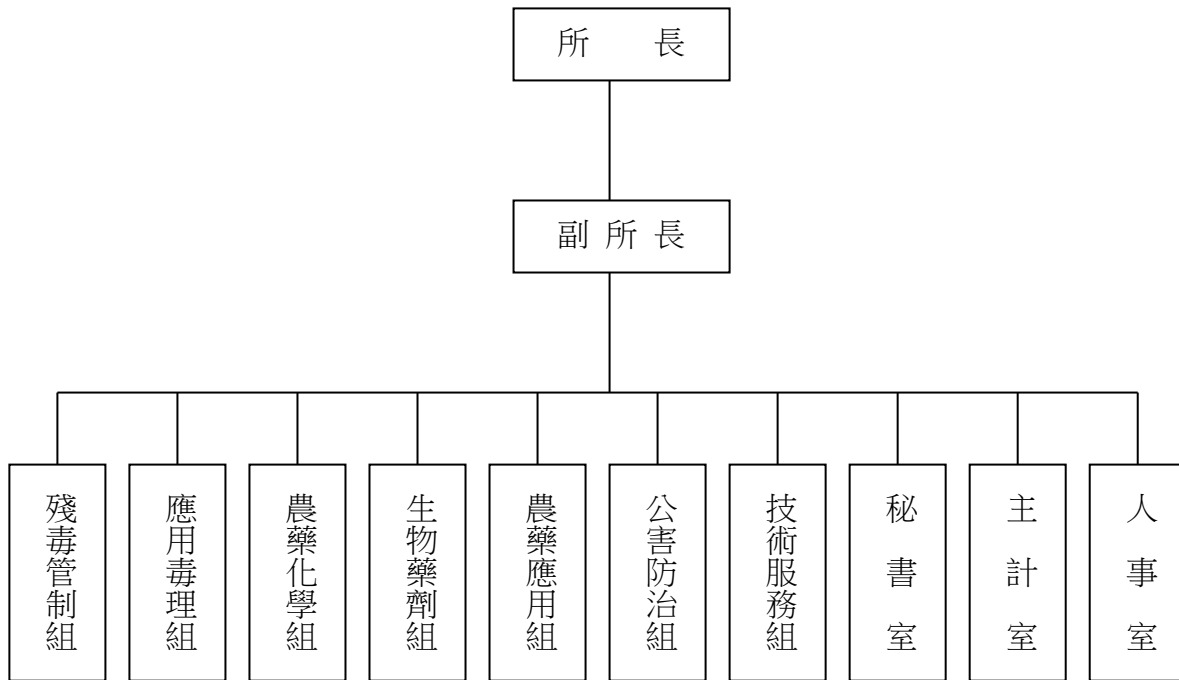 所長
副所長
殘毒管制組
應用毒理組
農藥化學組
生物藥劑組
農藥應用組
公害防治組
技術服務組
秘書室
主計室
人事室